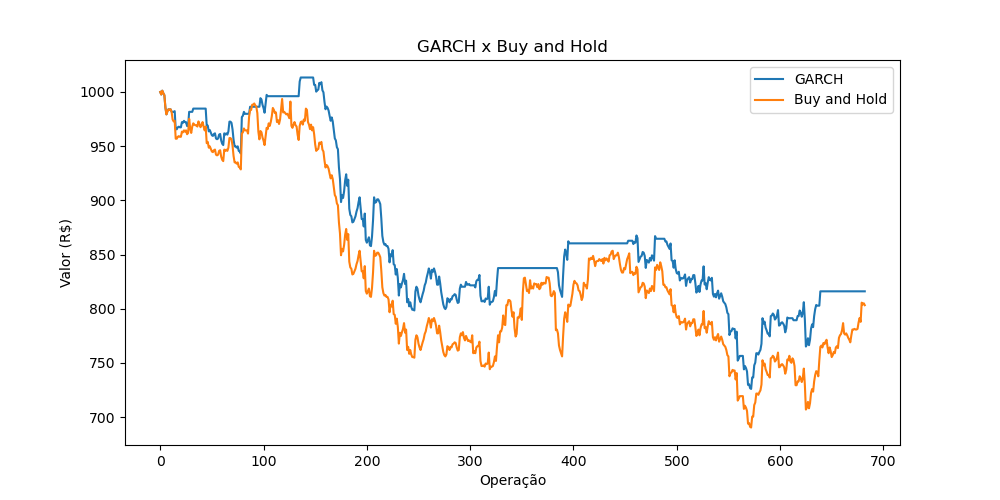 GARCH x Buy and Hold
GARCH
Buy and Hold
1000
950
900
850
800
750
700
Valor (R$)
0 100 200 300 400 500 600 700
Operação